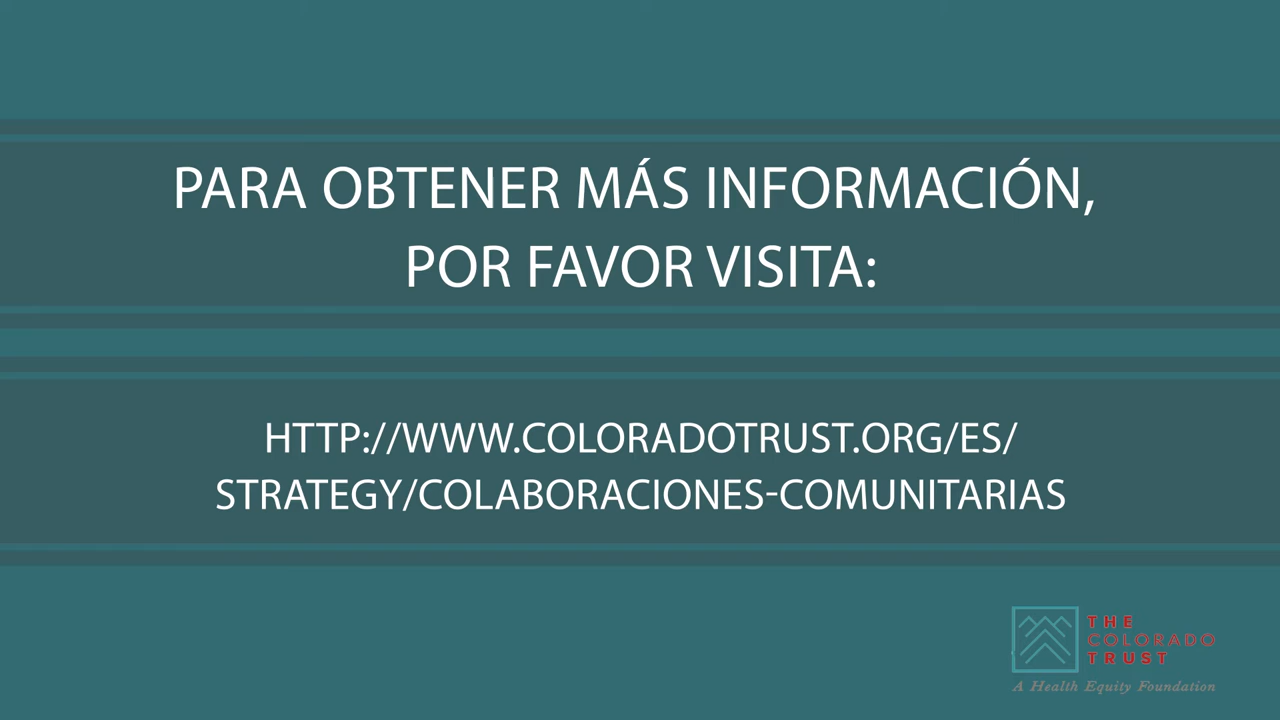 PARA OBTENER MÁS INFORMACIÓN,
POR FAVOR VISITA:
HTTP://WWW.COLORADOTRUST.ORG/ES/
STRATEGY/COLABORACIONES-COMUNITARIAS
THE
COLORADO
TRUST
A Health Equity Foundation